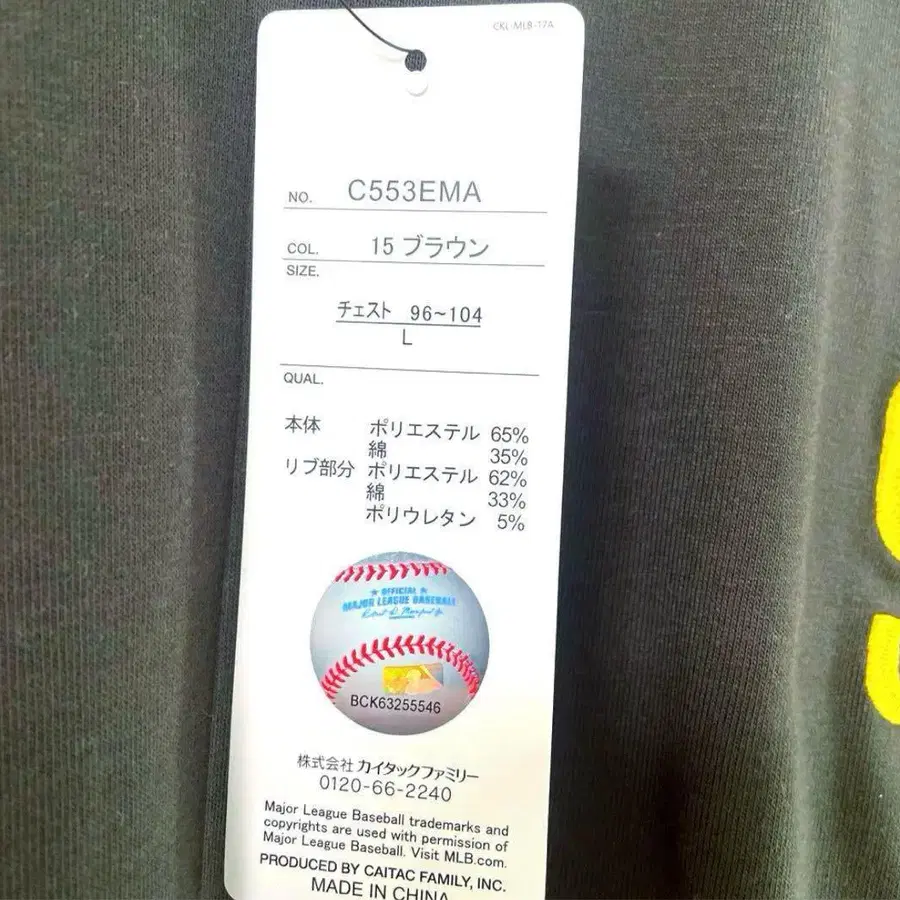 CKL-MLB-17A
NO. C553EMA
COL. 15 ブラウン
SIZE.
チェスト 96~104
L
QUAL.
本体 ポリエステル 65%
綿 35%
リブ部分 ポリエステル 62%
綿 33%
ポリウレタン 5%
★ OFFICIAL ★
MAJOR LEAGUE BASEBALL
BCK63255546
株式会社 カイタックファミリー
0120-66-2240
Major League Baseball trademarks and
copyrights are used with permission of
Major League Baseball. Visit MLB.com.
PRODUCED BY CAITAC FAMILY, INC.
MADE IN CHINA